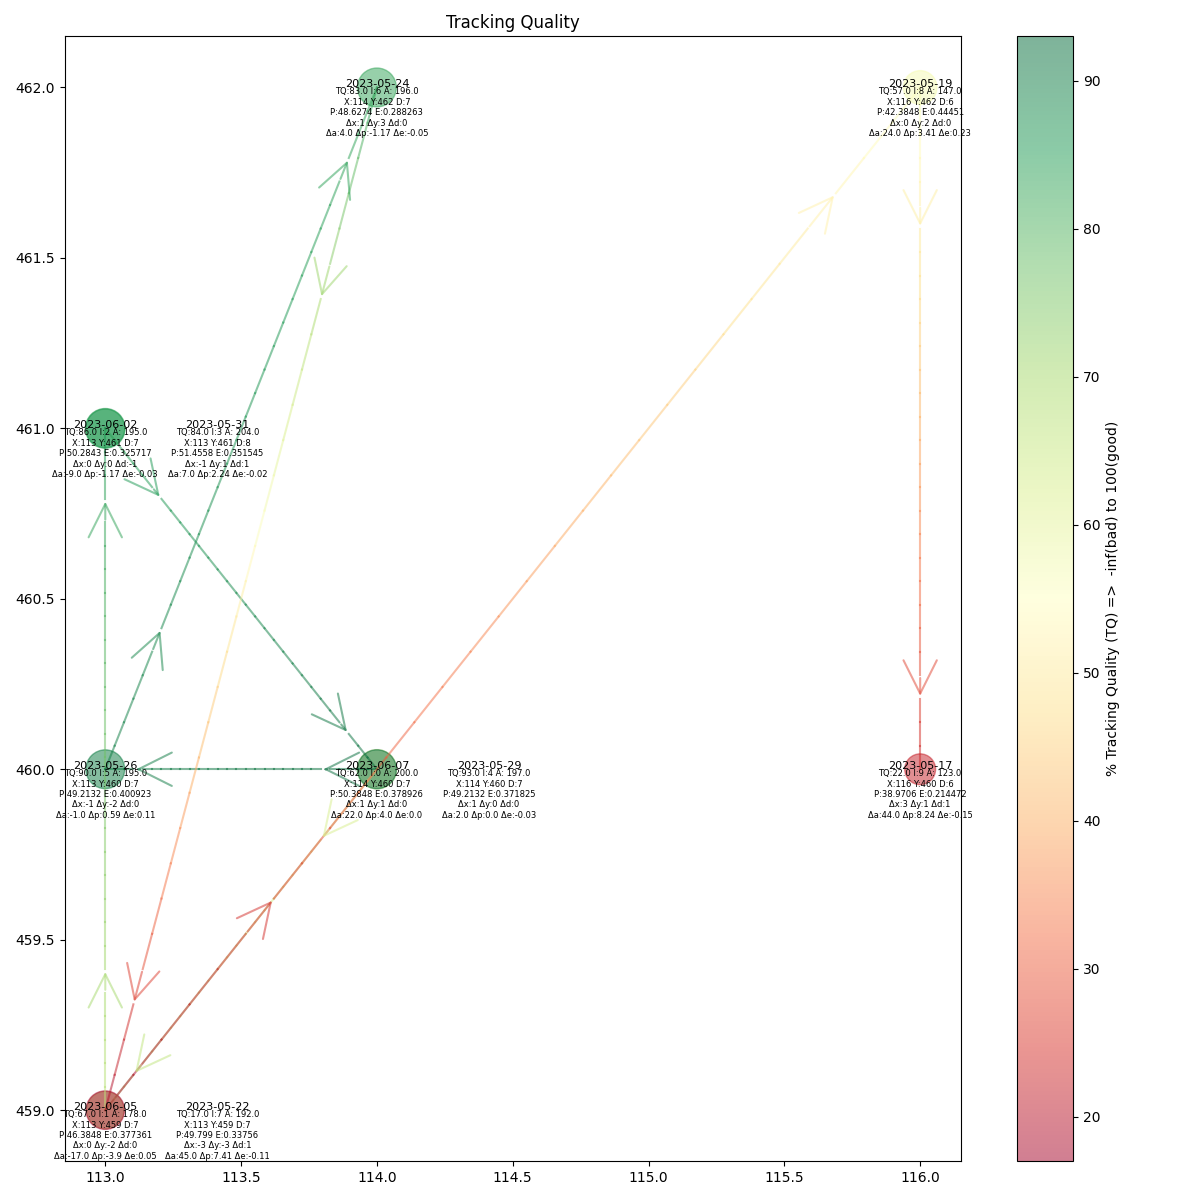 Tracking Quality
462.0
461.5
461.0
460.5
460.0
459.5
459.0
2023-05-24
TQ:83.0 I:6 A: 196.0
X:114 Y:462 D:7
P:48.6274 E:0.288263
Δx:1 Δy:3 Δd:0
Δa:4.0 Δp:-1.17 Δe:-0.05
2023-05-19
TQ:57.0 I:8 A: 147.0
X:116 Y:462 D:6
P:42.3848 E:0.44451
Δx:0 Δy:2 Δd:0
Δa:24.0 Δp:3.41 Δe:0.23
2023-06-02
TQ:86.0 I:2 A: 195.0
X:113 Y:461 D:7
P:50.2843 E:0.325717
Δx:0 Δy:0 Δd:-1
Δa:-9.0 Δp:-1.17 Δe:-0.03
2023-05-31
TQ:84.0 I:3 A: 204.0
X:113 Y:461 D:8
P:51.4558 E:0.351545
Δx:-1 Δy:1 Δd:1
Δa:7.0 Δp:2.24 Δe:-0.02
2023-05-26
TQ:90.0 I:5 A: 195.0
X:113 Y:460 D:7
P:49.2132 E:0.400923
Δx:-1 Δy:-2 Δd:0
Δa:-1.0 Δp:0.59 Δe:0.11
2023-06-07
TQ:62.0 I:0 A: 200.0
X:114 Y:460 D:7
P:50.3848 E:0.378926
Δx:1 Δy:1 Δd:0
Δa:22.0 Δp:4.0 Δe:0.0
2023-05-29
TQ:93.0 I:4 A: 197.0
X:114 Y:460 D:7
P:49.2132 E:0.371825
Δx:1 Δy:0 Δd:0
Δa:2.0 Δp:0.0 Δe:-0.03
2023-05-17
TQ:22.0 I:9 A: 123.0
X:116 Y:460 D:6
P:38.9706 E:0.214472
Δx:3 Δy:1 Δd:1
Δa:44.0 Δp:8.24 Δe:-0.15
2023-06-05
TQ:67.0 I:1 A: 178.0
X:113 Y:459 D:7
P:46.3848 E:0.377361
Δx:0 Δy:-2 Δd:0
Δa:-17.0 Δp:-3.9 Δe:0.05
2023-05-22
TQ:17.0 I:7 A: 192.0
X:113 Y:459 D:7
P:49.799 E:0.33756
Δx:-3 Δy:-3 Δd:1
Δa:45.0 Δp:7.41 Δe:-0.11
113.0 113.5 114.0 114.5 115.0 115.5 116.0
90
80
70
60
50
40
30
20
% Tracking Quality (TQ) => -inf(bad) to 100(good)